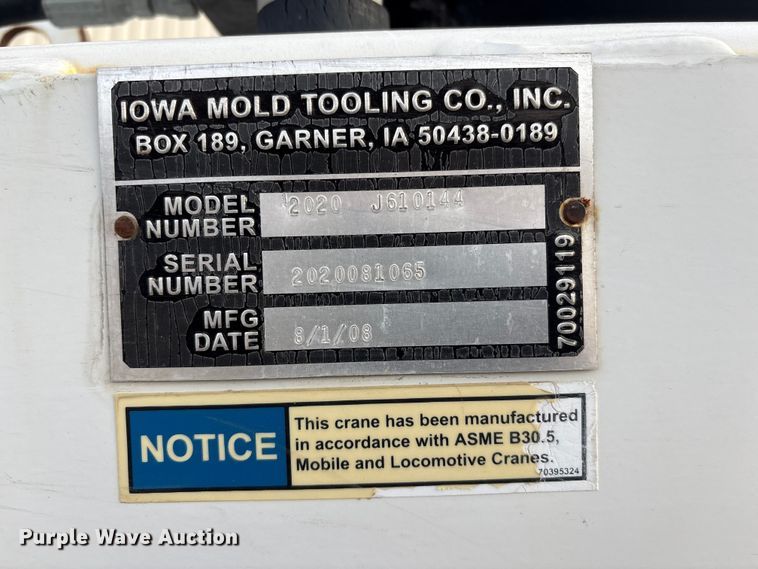 IOWA MOLD TOOLING CO., INC.
BOX 189, GARNER, IA 50438-0189
MODEL NUMBER 2020 J610144
SERIAL NUMBER 2020081065
MFG DATE 8/1/08
70029119
NOTICE
This crane has been manufactured
in accordance with ASME B30.5,
Mobile and Locomotive Cranes.
70395324
Purple Wave Auction